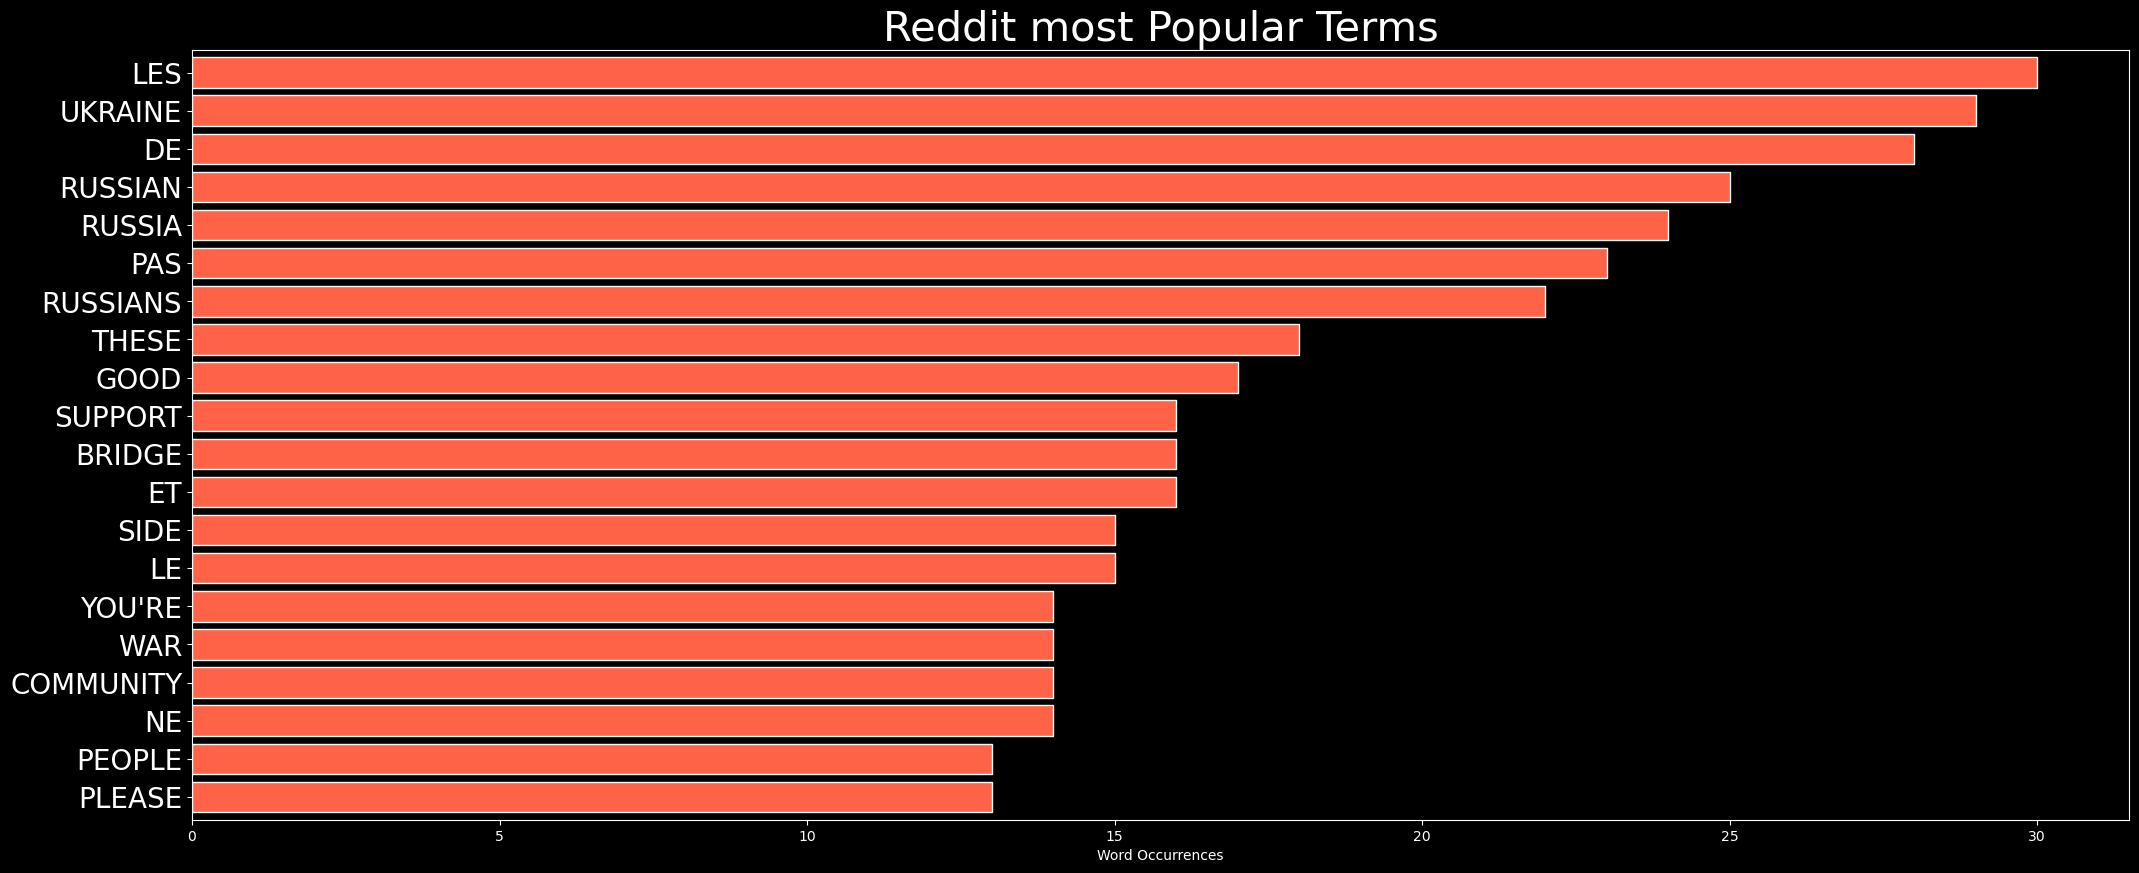 Reddit most Popular Terms
LES
UKRAINE
DE
RUSSIAN
RUSSIA
PAS
RUSSIANS
THESE
GOOD
SUPPORT
BRIDGE
ET
SIDE
LE
YOU'RE
WAR
COMMUNITY
NE
PEOPLE
PLEASE
0 5 10 15 20 25 30
Word Occurrences